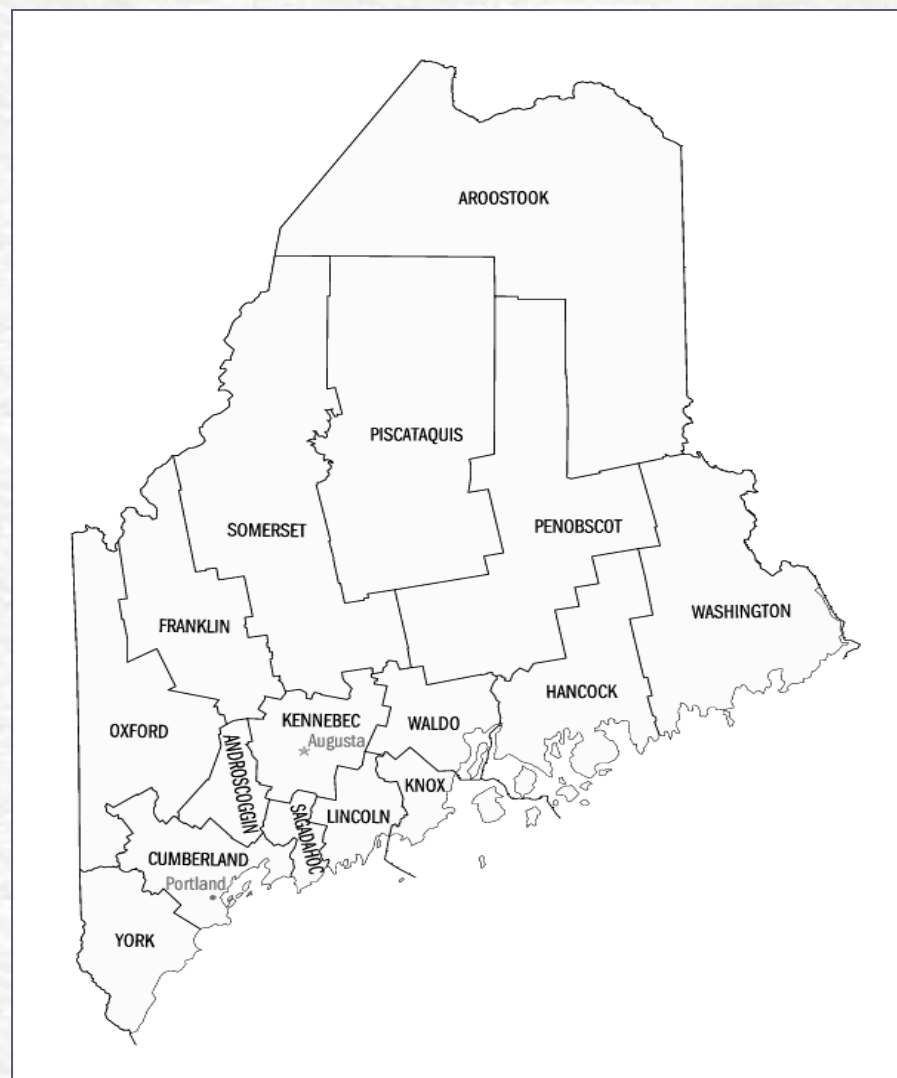 AROOSTOOK
PISCATAQUIS
SOMERSET
PENOBSCOT
WASHINGTON
FRANKLIN
HANCOCK
KENNEBEC
WALDO
OXFORD
Augusta
ANDROSCOGGIN
KNOX
LINCOLN
SAGADAHOC
CUMBERLAND
Portland
YORK